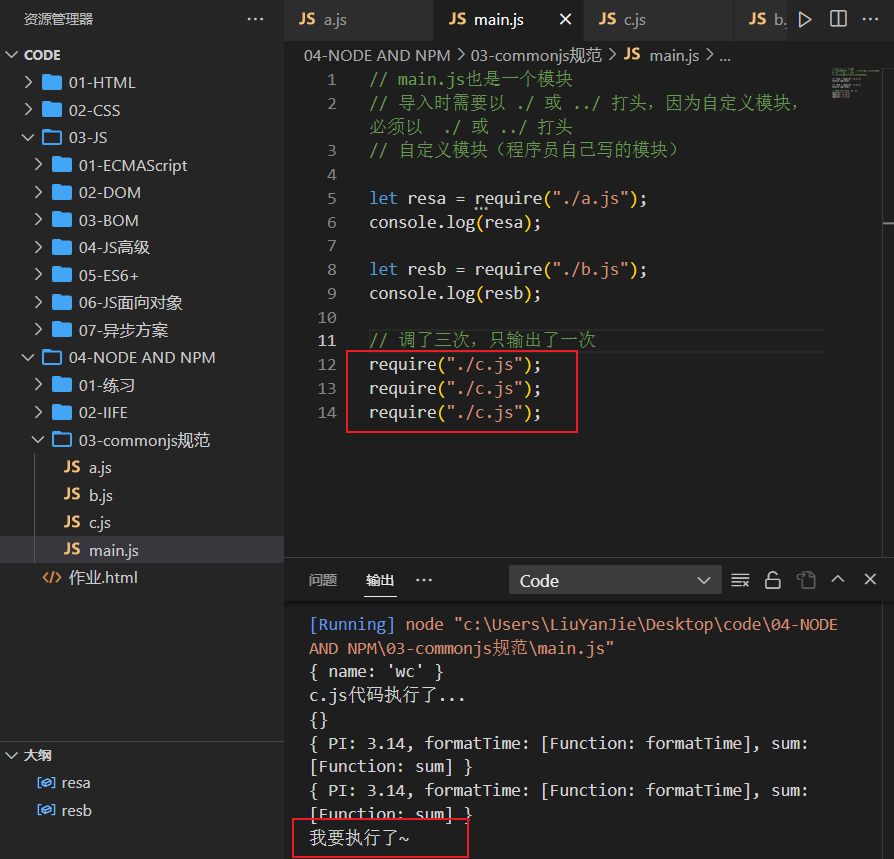 资源管理器
CODE
01-HTML
02-CSS
03-JS
01-ECMAScript
02-DOM
03-BOM
04-JS高级
05-ES6+
06-JS面向对象
07-异步方案
04-NODE AND NPM
01-练习
02-IIFE
03-commonjs规范
JS a.js
JS b.js
JS c.js
JS main.js
作业.html
大纲
resa
resb
JS a.js JS main.js JS c.js JS b.
04-NODE AND NPM > 03-commonjs规范 > JS main.js > ...
1 // main.js也是一个模块
2 // 导入时需要以 ./ 或 ../ 打头，因为自定义模块，
必须以 ./ 或 ../ 打头
3 // 自定义模块（程序员自己写的模块）
4
5 let resa = require("./a.js");
6 console.log(resa);
7
8 let resb = require("./b.js");
9 console.log(resb);
10
11 // 调了三次，只输出了一次
12 require("./c.js");
13 require("./c.js");
14 require("./c.js");
问题 输出 Code
[Running] node "c:\Users\LiuYanJie\Desktop\code\04-NODE
AND NPM\03-commonjs规范\main.js"
{ name: 'wc' }
c.js代码执行了...
{}
{ PI: 3.14, formatTime: [Function: formatTime], sum:
[Function: sum] }
{ PI: 3.14, formatTime: [Function: formatTime], sum:
[Function: sum] }
我要执行了~